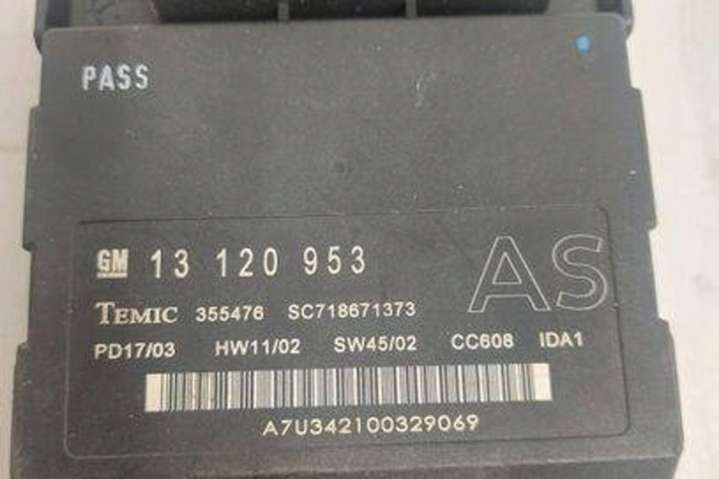 PASS
GM 13 120 953
AS
TEMIC 355476 SC718671373
PD17/03 HW11/02 SW45/02 CC608 IDA1
A7U342100329069